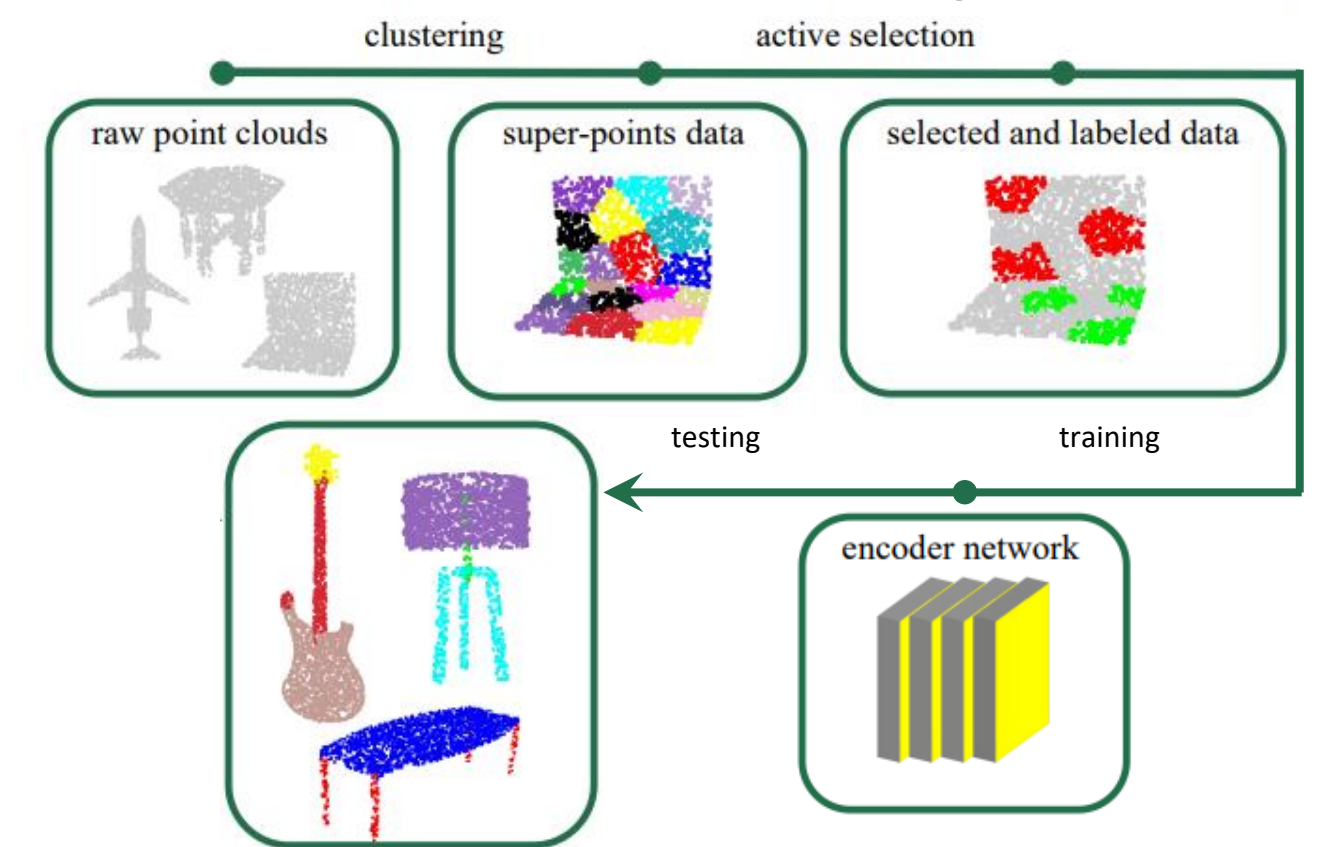 clustering
active selection
raw point clouds
super-points data
selected and labeled data
testing
training
encoder network